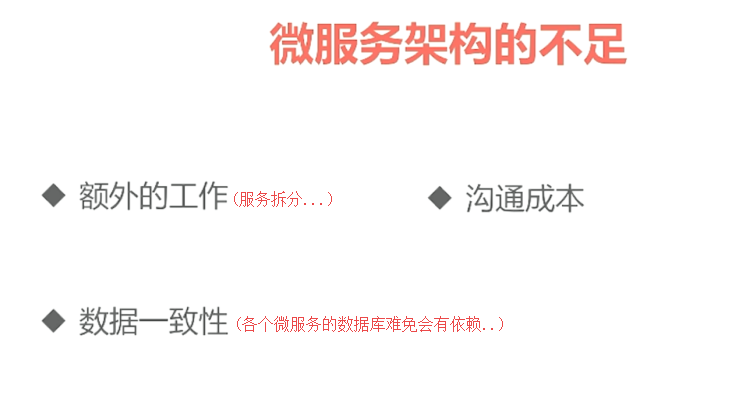 微服务架构的不足
◆ 额外的工作(服务拆分...)
◆ 沟通成本
◆ 数据一致性(各个微服务的数据库难免会有依赖..)